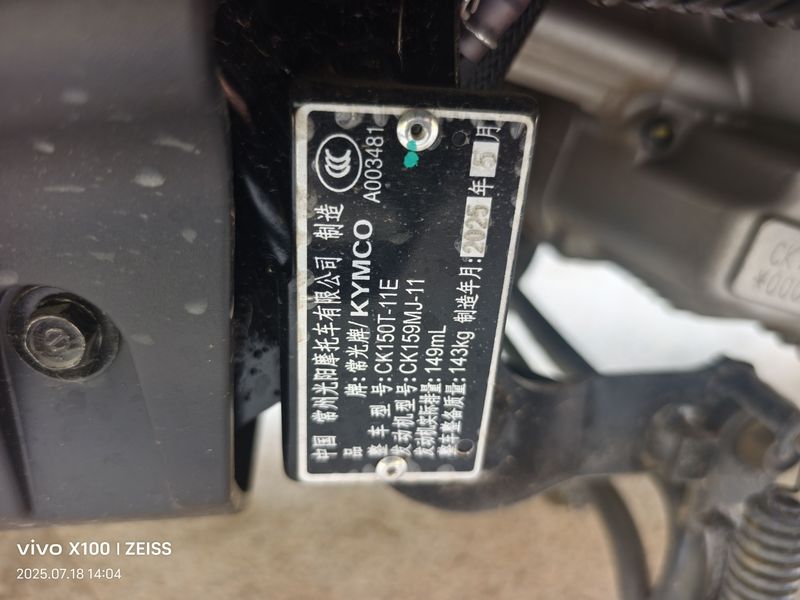 中国 常州光阳摩托车有限公司 制造
品 牌:常光牌/KYMCO
A003481
整 车 型 号:CK150T-11E
发动机型号:CK159MJ-11
发动机实际排量:149mL
整车整备质量:143kg 制造年月:2025年5月
vivo X100 | ZEISS
2025.07.18 14:04